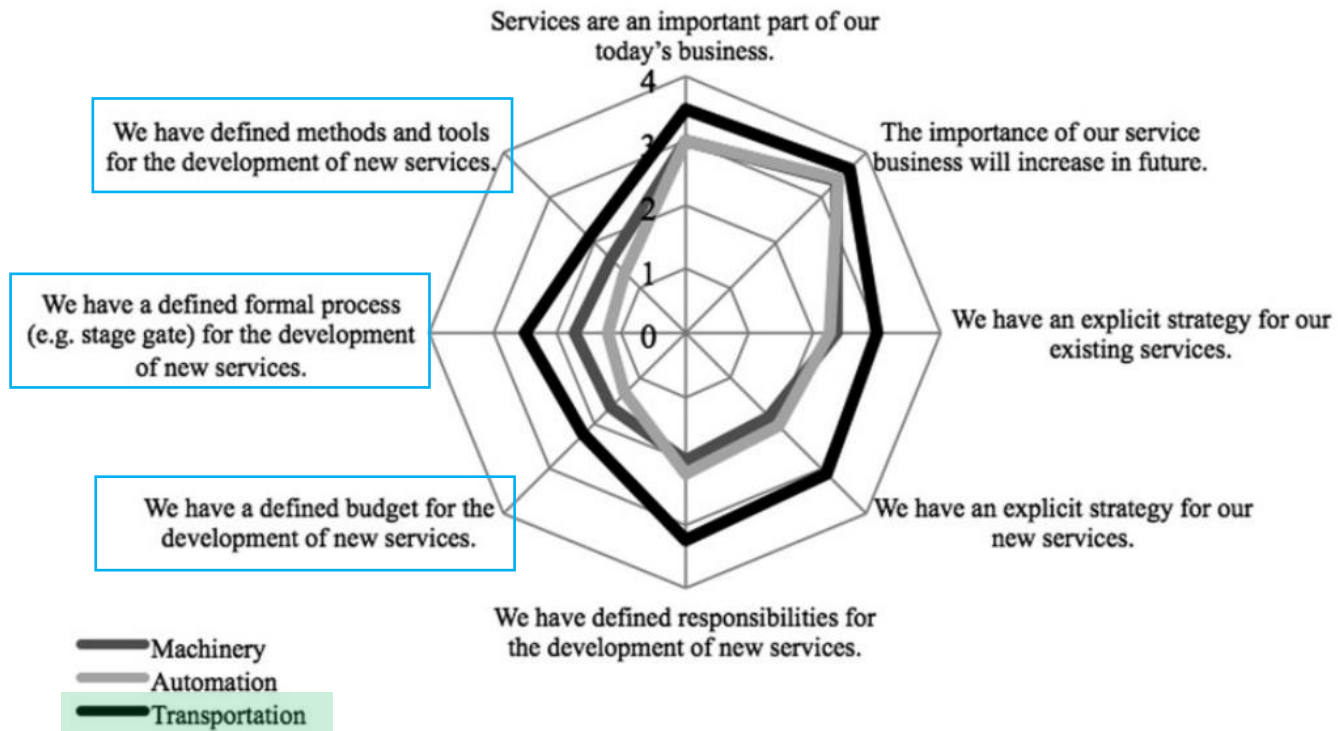 Services are an important part of our
today's business.
4
We have defined methods and tools
for the development of new services.
The importance of our service
business will increase in future.
3
2
1
We have a defined formal process
(e.g. stage gate) for the development
of new services.
0
We have an explicit strategy for our
existing services.
We have a defined budget for the
development of new services.
We have an explicit strategy for our
new services.
We have defined responsibilities for
the development of new services.
Machinery
Automation
Transportation